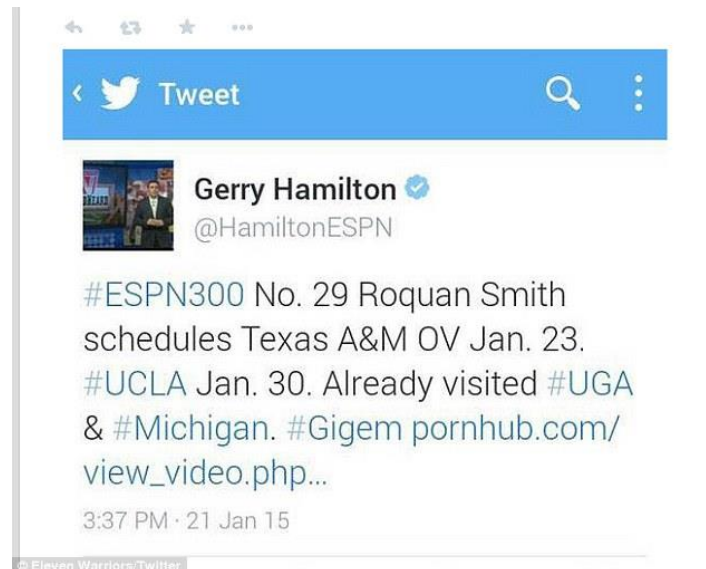 Tweet
Gerry Hamilton
@HamiltonESPN
#ESPN300 No. 29 Roquan Smith
schedules Texas A&M OV Jan. 23.
#UCLA Jan. 30. Already visited #UGA
& #Michigan. #Gigem pornhub.com/
view_video.php...
3:37 PM · 21 Jan 15
© Eleven Warriors/Twitter